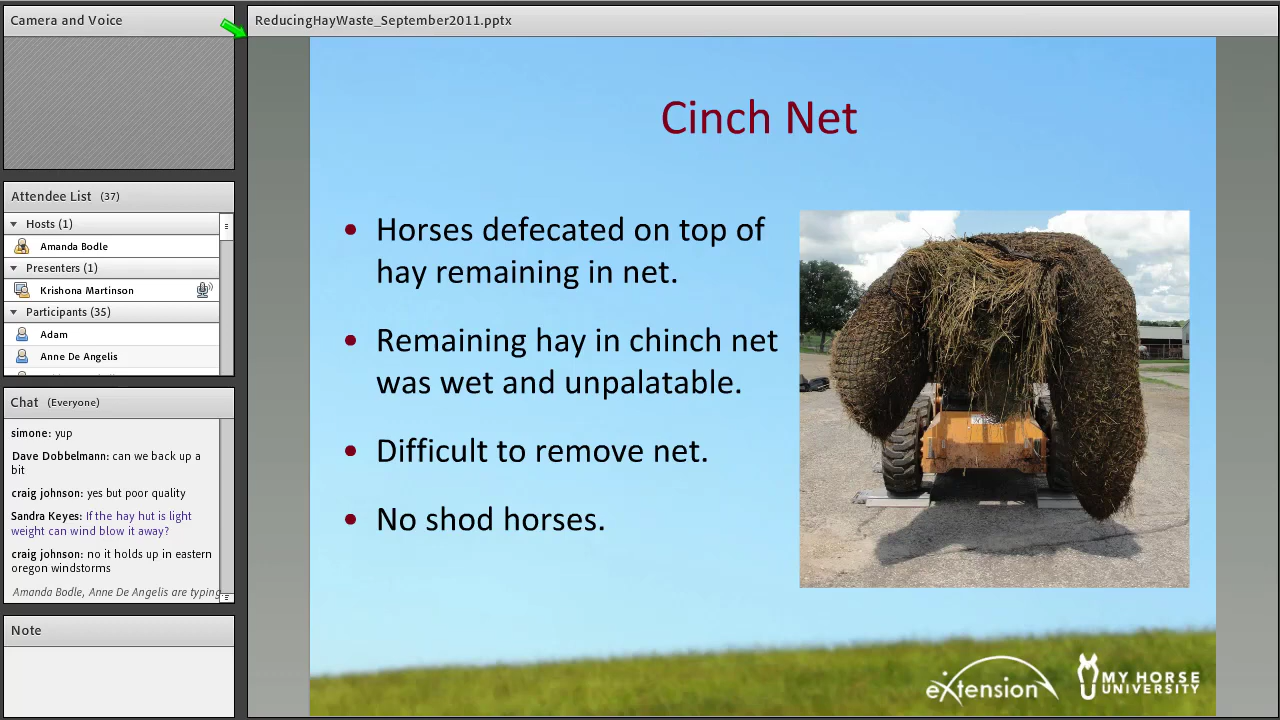 Camera and Voice
ReducingHayWaste_September2011.pptx
Attendee List (37)
Hosts (1)
Amanda Bodle
Presenters (1)
Krishona Martinson
Participants (35)
Adam
Anne De Angelis
Chat (Everyone)
simone: yup
Dave Dobbelmann: can we back up a
bit
craig johnson: yes but poor quality
Sandra Keyes: If the hay hut is light
weight can wind blow it away?
craig johnson: no it holds up in eastern
oregon windstorms
Amanda Bodle, Anne De Angelis are typing
Note
Cinch Net
• Horses defecated on top of
hay remaining in net.
• Remaining hay in chinch net
was wet and unpalatable.
• Difficult to remove net.
• No shod horses.
eXtension
MY HORSE
UNIVERSITY